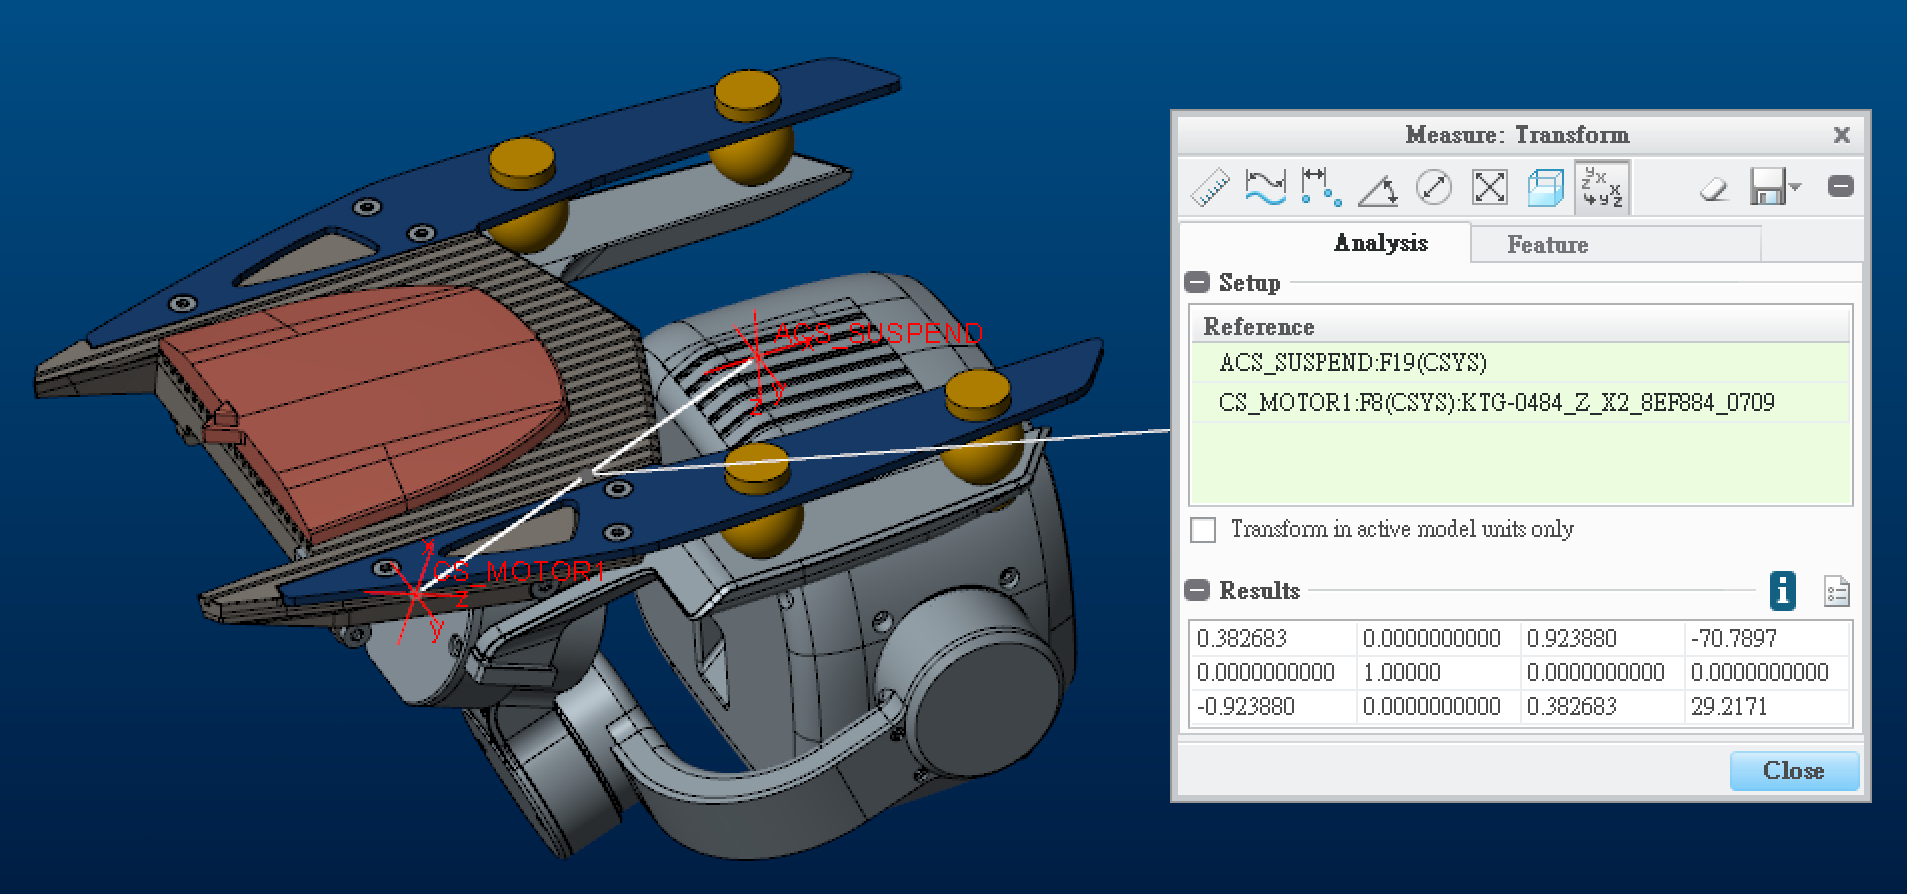 Measure: Transform
Analysis
Feature
Setup
Reference
ACS_SUSPEND:F19(CSYS)
CS_MOTOR1:F8(CSYS):KTG-0484_Z_X2_8EF884_0709
Transform in active model units only
Results
0.382683 0.0000000000 0.923880 -70.7897
0.0000000000 1.00000 0.0000000000 0.0000000000
-0.923880 0.0000000000 0.382683 29.2171
Close
ACS_SUSPEND
x
y
z
CS_MOTOR1
x
z
y